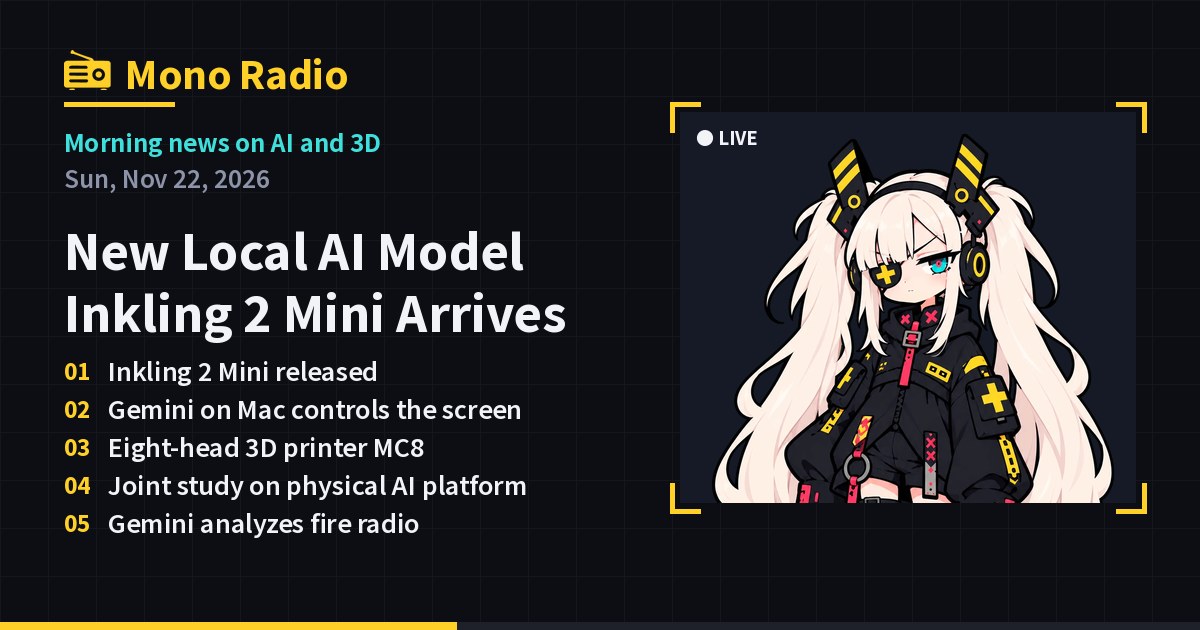 Mono Radio
Morning news on AI and 3D
Sun, Nov 22, 2026
New Local AI Model
Inkling 2 Mini Arrives
01 Inkling 2 Mini released
02 Gemini on Mac controls the screen
03 Eight-head 3D printer MC8
04 Joint study on physical AI platform
05 Gemini analyzes fire radio
LIVE